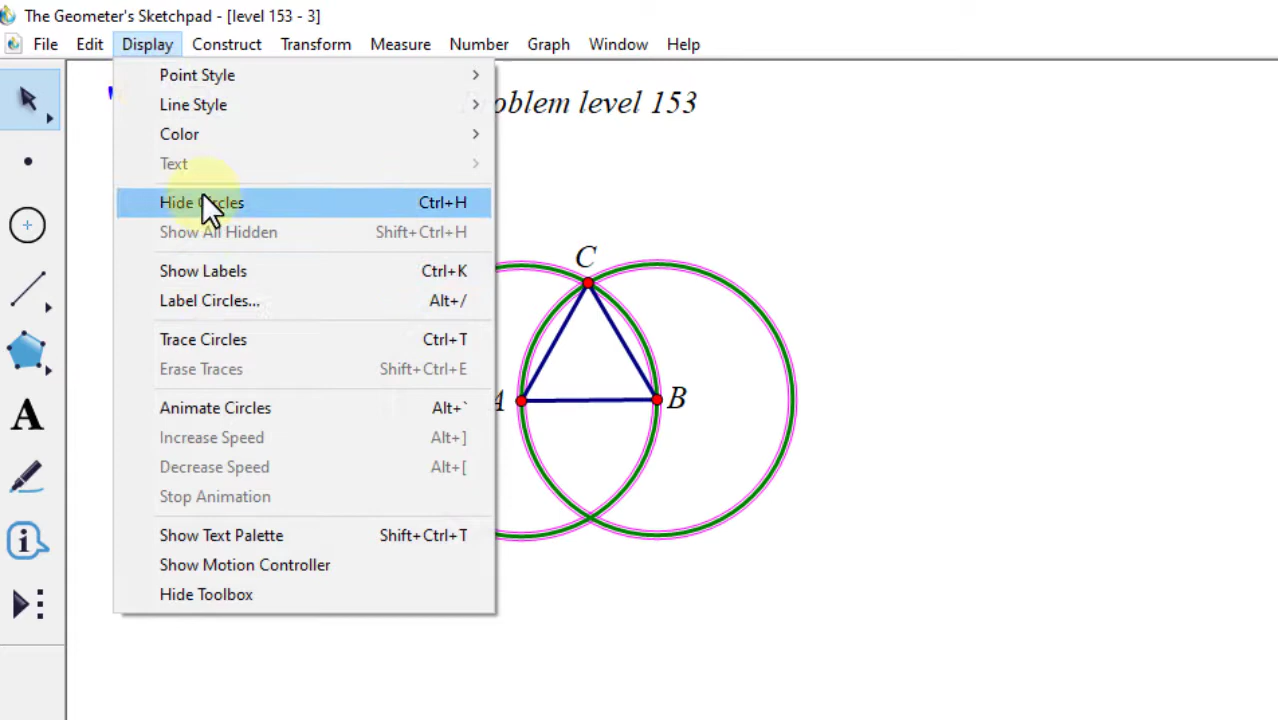 The Geometer's Sketchpad - [level 153 - 3]
File Edit Display Construct Transform Measure Number Graph Window Help
Point Style
Problem level 153
Line Style
Color
Text
Hide Circles Ctrl+H
Show All Hidden Shift+Ctrl+H
Show Labels Ctrl+K
Label Circles... Alt+/
Trace Circles Ctrl+T
Erase Traces Shift+Ctrl+E
Animate Circles Alt+`
Increase Speed Alt+]
Decrease Speed Alt+[
Stop Animation
Show Text Palette Shift+Ctrl+T
Show Motion Controller
Hide Toolbox
C
A B
A